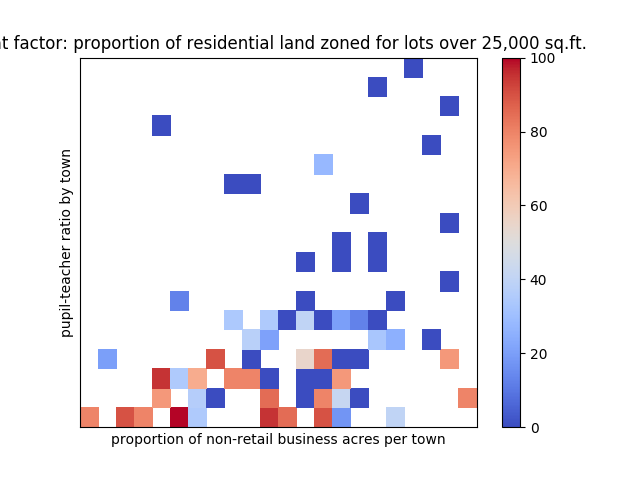 factor: proportion of residential land zoned for lots over 25,000 sq.ft.
100
80
60
40
20
0
pupil-teacher ratio by town
proportion of non-retail business acres per town